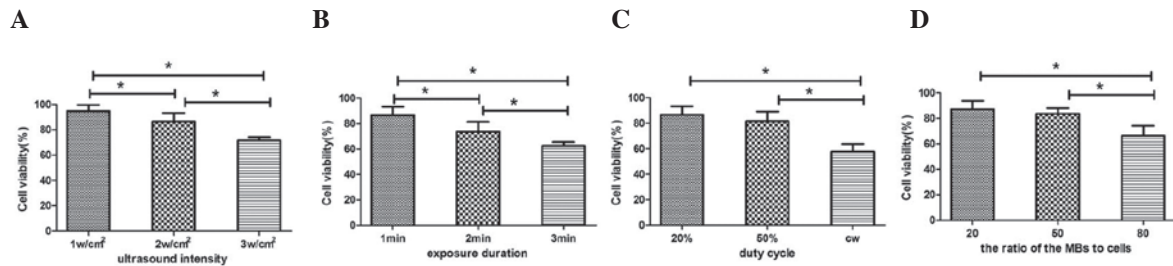 A
B
C
D
*
*
*
Cell viability(%)
100
80
60
40
20
0
1w/cm²
2w/cm²
3w/cm²
ultrasound intensity
*
*
*
Cell viability(%)
100
80
60
40
20
0
1min
2min
3min
exposure duration
*
*
Cell viability(%)
100
80
60
40
20
0
20%
50%
cw
duty cycle
*
*
Cell viability(%)
100
80
60
40
20
0
20
50
80
the ratio of the MBs to cells